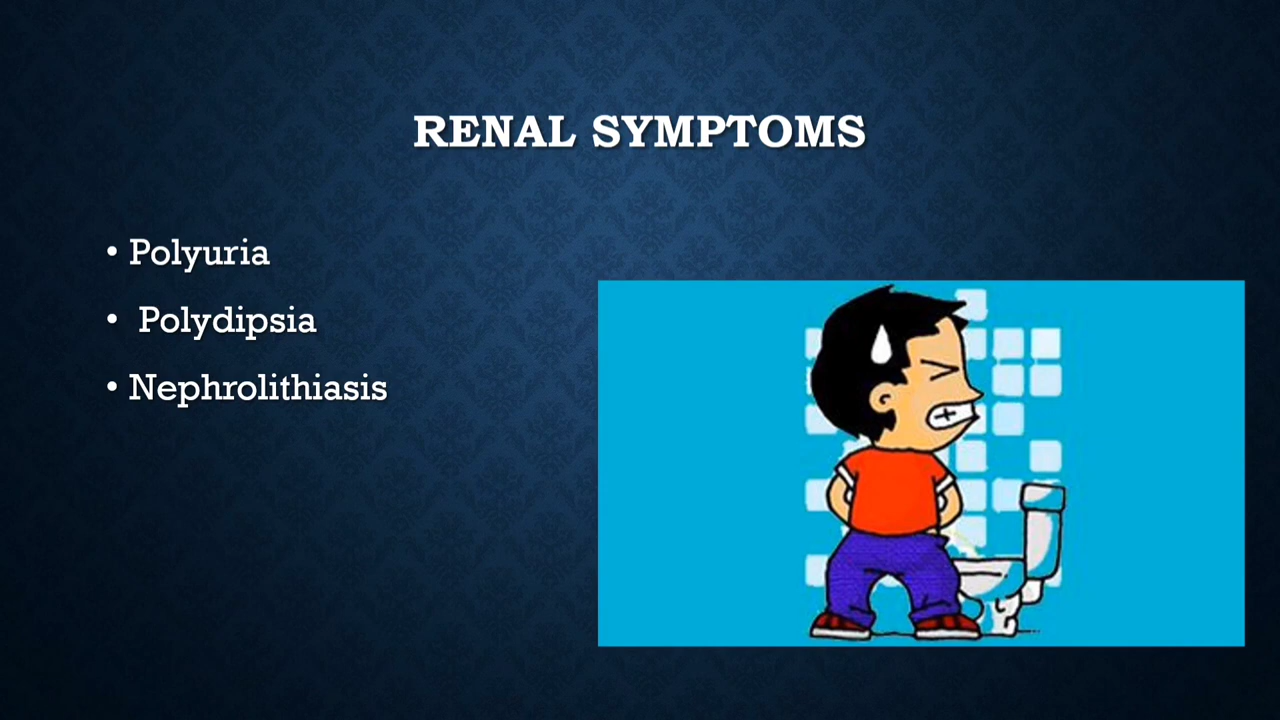 RENAL SYMPTOMS
• Polyuria
• Polydipsia
• Nephrolithiasis